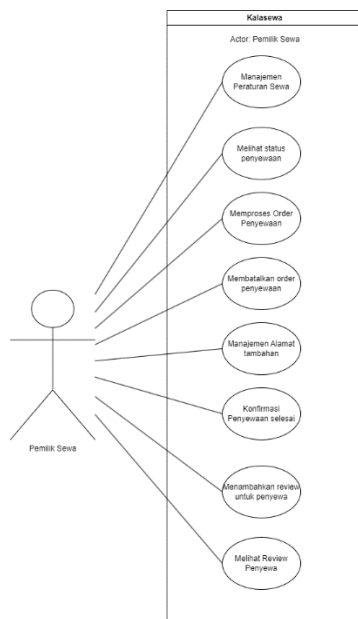 Kalasewa
Actor: Pemilik Sewa
Manajemen
Peraturan Sewa
Melihat status
penyewaan
Memproses Order
Penyewaan
Membatalkan order
penyewaan
Manajemen Alamat
tambahan
Konfirmasi
Penyewaan selesai
Menambahkan review
untuk penyewa
Melihat Review
Penyewa
Pemilik Sewa